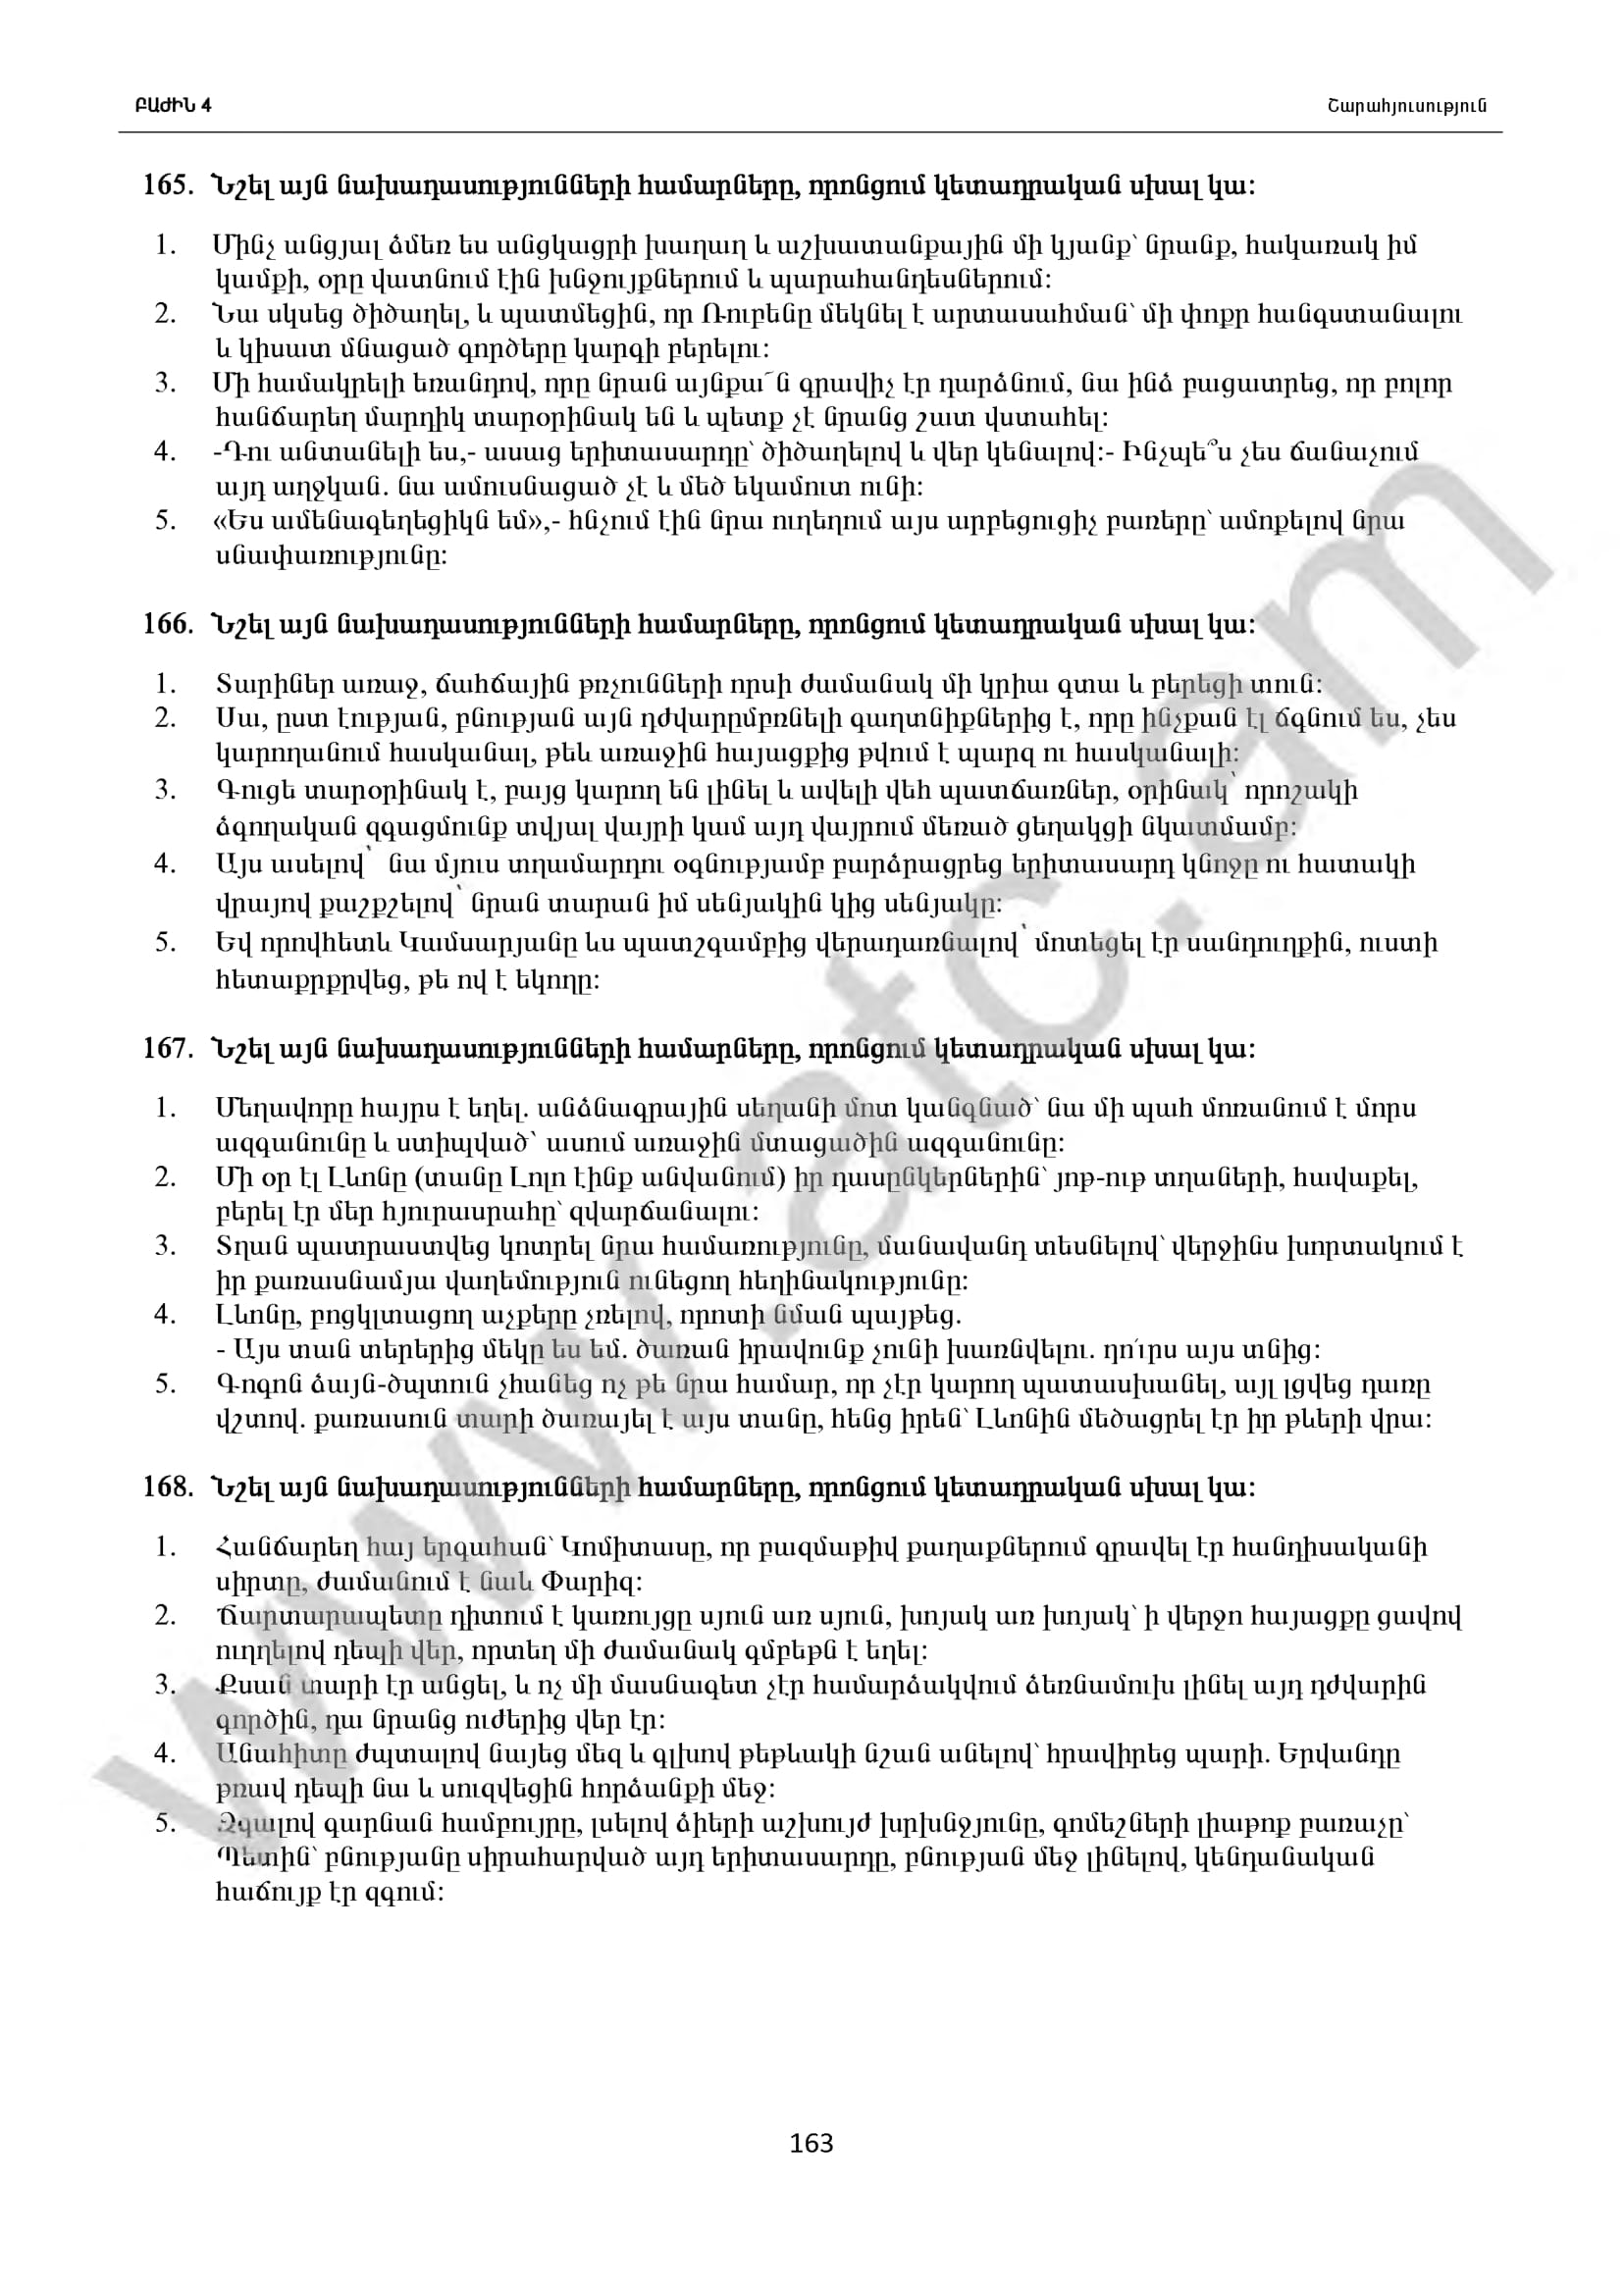 ԲԱԺԻՆ 4
Շարահյուսություն
165. Նշել այն նախադասությունների համարները, որոնցում կետադրական սխալ կա:
1. Մինչ անցյալ ձմեռ ես անցկացրի խաղաղ և աշխատանքային մի կյանք՝ նրանք, հակառակ իմ
կամքի, օրը վատնում էին խնջույքներում և պարահանդեսներում:
2. Նա սկսեց ծիծաղել, և պատմեցին, որ Ռուբենը մեկնել է արտասահման՝ մի փոքր հանգստանալու
և կիսատ մնացած գործերը կարգի բերելու:
3. Մի համակրելի եռանդով, որը նրան այնքա՜ն գրավիչ էր դարձնում, նա ինձ բացատրեց, որ բոլոր
հանճարեղ մարդիկ տարօրինակ են և պետք չէ նրանց շատ վստահել:
4. -Դու անտանելի ես,- ասաց երիտասարդը՝ ծիծաղելով և վեր կենալով:- Ինչպե՞ս չես ճանաչում
այդ աղջկան. նա ամուսնացած չէ և մեծ եկամուտ ունի:
5. «Ես ամենագեղեցիկն եմ»,- հնչում էին նրա ուղեղում այս արբեցուցիչ բառերը՝ ամոքելով նրա
սնափառությունը:
166. Նշել այն նախադասությունների համարները, որոնցում կետադրական սխալ կա:
1. Տարիներ առաջ, ճահճային թռչունների որսի ժամանակ մի կրիա գտա և բերեցի տուն:
2. Սա, ըստ էության, բնության այն դժվարըմբռնելի գաղտնիքներից է, որը ինչքան էլ ճգնում ես, չես
կարողանում հասկանալ, թեև առաջին հայացքից թվում է պարզ ու հասկանալի:
3. Գուցե տարօրինակ է, բայց կարող են լինել և ավելի վեհ պատճառներ, օրինակ՝ որոշակի
ձգողական զգացմունք տվյալ վայրի կամ այդ վայրում մեռած ցեղակցի նկատմամբ:
4. Այս ասելով՝ նա մյուս տղամարդու օգնությամբ բարձրացրեց երիտասարդ կնոջը ու հատակի
վրայով քաշքշելով՝ նրան տարան իմ սենյակին կից սենյակը:
5. Եվ որովհետև Կամսարյանը ևս պատշգամբից վերադառնալով՝ մոտեցել էր սանդուղքին, ուստի
հետաքրքրվեց, թե ով է եկողը:
167. Նշել այն նախադասությունների համարները, որոնցում կետադրական սխալ կա:
1. Մեղավորը հայրս է եղել. անձնագրային սեղանի մոտ կանգնած՝ նա մի պահ մոռանում է մորս
ազգանունը և ստիպված՝ ասում առաջին մտացածին ազգանունը:
2. Մի օր էլ Լևոնը (տանը Լոլո էինք անվանում) իր դասընկերներին՝ յոթ-ութ տղաների, հավաքել,
բերել էր մեր հյուրասրահը՝ զվարճանալու:
3. Տղան պատրաստվեց կոտրել նրա համառությունը, մանավանդ տեսնելով՝ վերջինս խորտակում է
իր քառասնամյա վաղեմություն ունեցող հեղինակությունը:
4. Լևոնը, բոցկլտացող աչքերը չռելով, որոտի նման պայթեց.
- Այս տան տերերից մեկը ես եմ. ծառան իրավունք չունի խառնվելու. դո՛ւրս այս տնից:
5. Գոզոն ձայն-ծպտուն չհանեց ոչ թե նրա համար, որ չէր կարող պատասխանել, այլ լցվեց դառը
վշտով. քառասուն տարի ծառայել է այս տանը, հենց իրեն՝ Լևոնին մեծացրել էր իր թևերի վրա:
168. Նշել այն նախադասությունների համարները, որոնցում կետադրական սխալ կա:
1. Հանճարեղ հայ երգահան՝ Կոմիտասը, որ բազմաթիվ քաղաքներում գրավել էր հանդիսականի
սիրտը, ժամանում է նաև Փարիզ:
2. Ճարտարապետը դիտում է կառույցը սյուն առ սյուն, խոյակ առ խոյակ՝ ի վերջո հայացքը ցավով
ուղղելով դեպի վեր, որտեղ մի ժամանակ գմբեթն է եղել:
3. Քսան տարի էր անցել, և ոչ մի մասնագետ չէր համարձակվում ձեռնամուխ լինել այդ դժվարին
գործին, դա նրանց ուժերից վեր էր:
4. Անահիտը ժպտալով նայեց մեզ և գլխով թեթևակի նշան անելով՝ հրավիրեց պարի. Երվանդը
թռավ դեպի նա և սուզվեցին հորձանքի մեջ:
5. Զգալով գարնան համբույրը, լսելով ձիերի աշխույժ խրխնջյունը, գոմեշների լիաթոք բառաչը՝
Պետին՝ բնությանը սիրահարված այդ երիտասարդը, բնության մեջ լինելով, կենդանական
հաճույք էր զգում:
www.atc.am
163